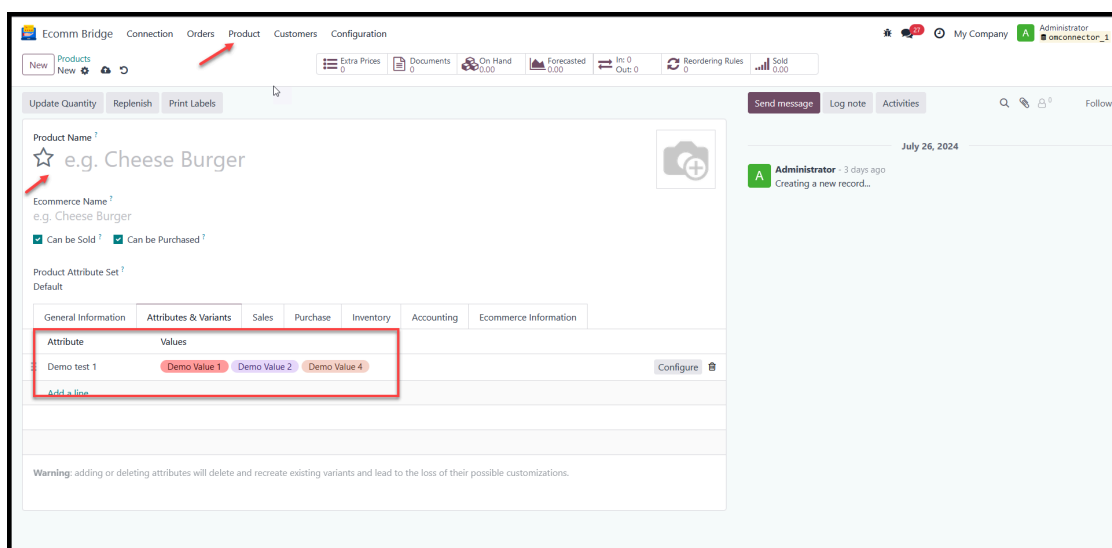 Ecomm Bridge Connection Orders Product Customers Configuration
27 My Company A Administrator
omconnector_1
New Products
New
Extra Prices
0
Documents
0
On Hand
0.00
Forecasted
0.00
In: 0
Out: 0
Reordering Rules
0
Sold
0.00
Update Quantity Replenish Print Labels
Send message Log note Activities 0 Follow
Product Name ?
e.g. Cheese Burger
Ecommerce Name ?
e.g. Cheese Burger
Can be Sold ? Can be Purchased ?
Product Attribute Set ?
Default
General Information Attributes & Variants Sales Purchase Inventory Accounting Ecommerce Information
Attribute Values
Demo test 1 Demo Value 1 Demo Value 2 Demo Value 4 Configure
Add a line
Warning: adding or deleting attributes will delete and recreate existing variants and lead to the loss of their possible customizations.
July 26, 2024
A Administrator - 3 days ago
Creating a new record...